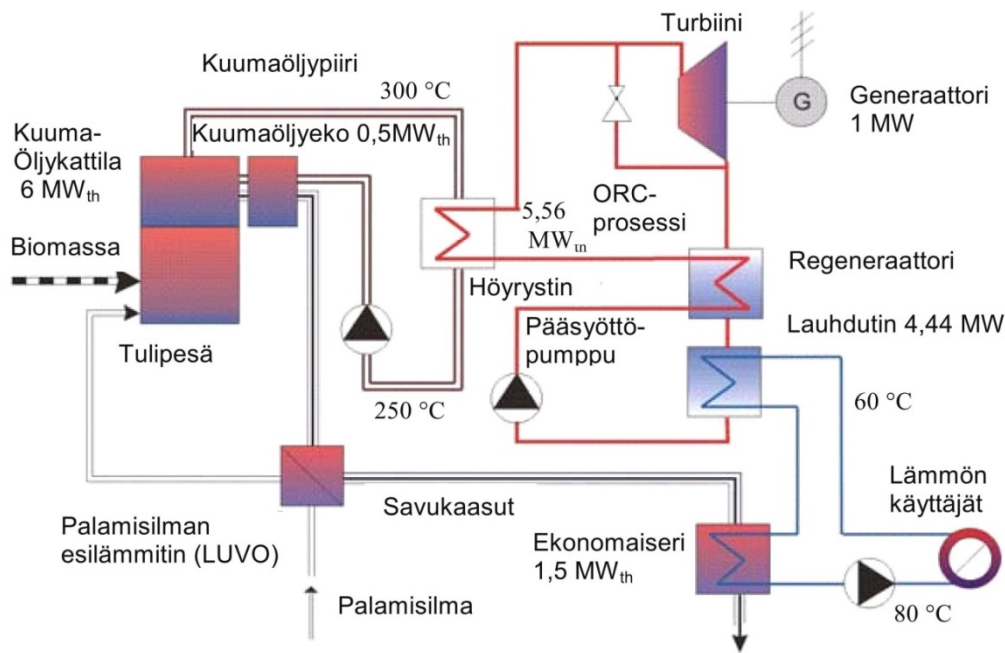 Turbiini
Kuumaöljypiiri
300 °C
Kuuma-
Öljykattila
6 MWth
Kuumaöljyeko 0,5MWth
G
Generaattori
1 MW
ORC-
prosessi
5,56
MWth
Biomassa
Höyrystin
Regeneraattori
Tulipesä
Pääsyöttö-
pumppu
Lauhdutin 4,44 MW
250 °C
60 °C
Lämmön
käyttäjät
Savukaasut
Palamisilman
esilämmitin (LUVO)
Ekonomaiseri
1,5 MWth
Palamisilma
80 °C